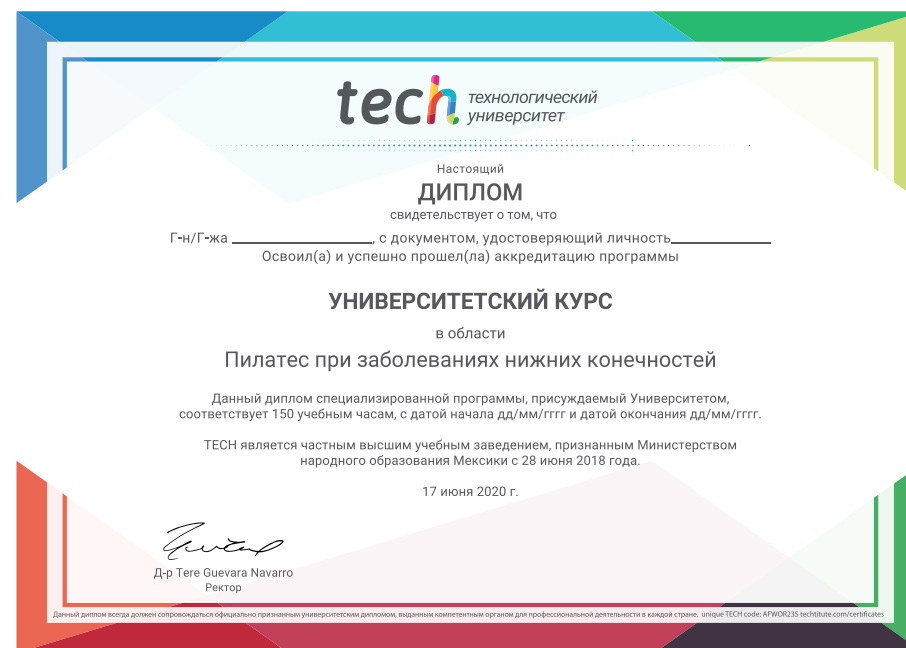 tech технологический
университет
Настоящий
ДИПЛОМ
свидетельствует о том, что
Г-н/Г-жа ____________________, с документом, удостоверяющий личность______________
Освоил(а) и успешно прошел(ла) аккредитацию программы
УНИВЕРСИТЕТСКИЙ КУРС
в области
Пилатес при заболеваниях нижних конечностей
Данный диплом специализированной программы, присуждаемый Университетом,
соответствует 150 учебным часам, с датой начала дд/мм/гггг и датой окончания дд/мм/гггг.
TECH является частным высшим учебным заведением, признанным Министерством
народного образования Мексики с 28 июня 2018 года.
17 июня 2020 г.
Д-р Tere Guevara Navarro
Ректор
Данный диплом всегда должен сопровождаться официально признанным университетским дипломом, выданным компетентным органом для профессиональной деятельности в каждой стране. unique TECH code: AFWOR23S techtitute.com/certificates